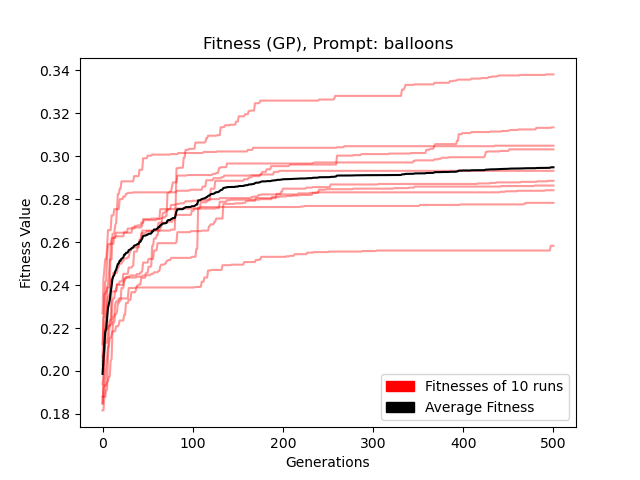 Fitness (GP), Prompt: balloons
Fitness Value
0.34
0.32
0.30
0.28
0.26
0.24
0.22
0.20
0.18
Fitnesses of 10 runs
Average Fitness
0 100 200 300 400 500
Generations